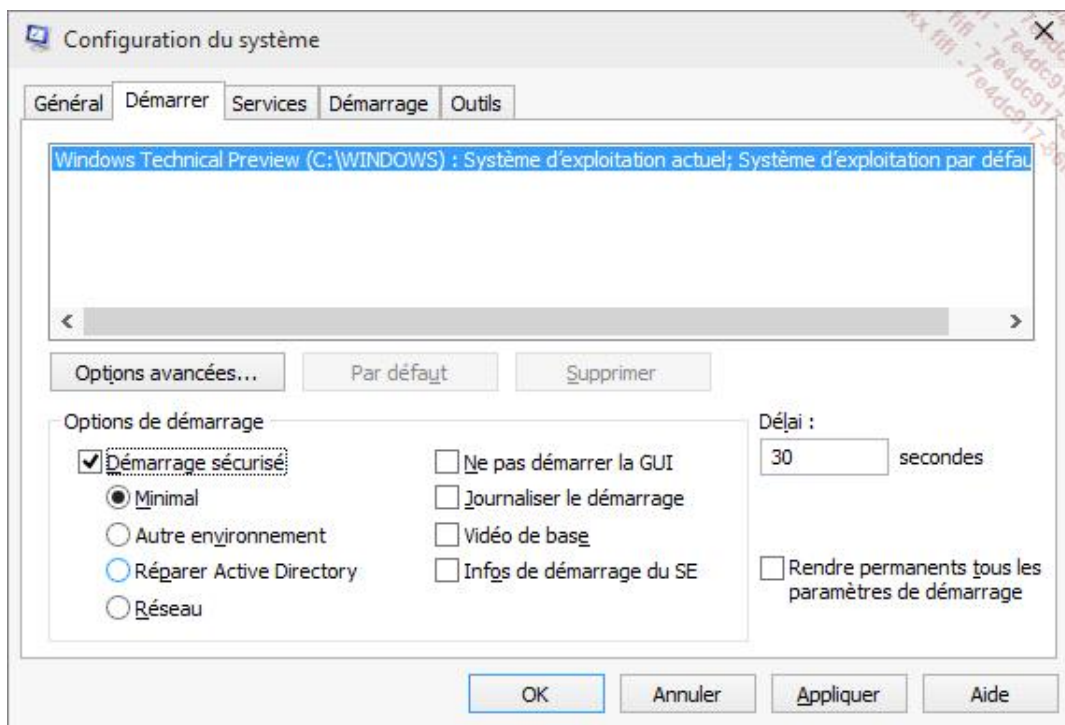 Configuration du système
Général Démarrer Services Démarrage Outils
Windows Technical Preview (C:\WINDOWS) : Système d'exploitation actuel; Système d'exploitation par défau
Options avancées... Par défaut Supprimer
Options de démarrage
Délai :
Démarrage sécurisé Ne pas démarrer la GUI
30 secondes
Minimal Journaliser le démarrage
Autre environnement Vidéo de base
Réparer Active Directory Infos de démarrage du SE
Rendre permanents tous les
paramètres de démarrage
Réseau
OK Annuler Appliquer Aide